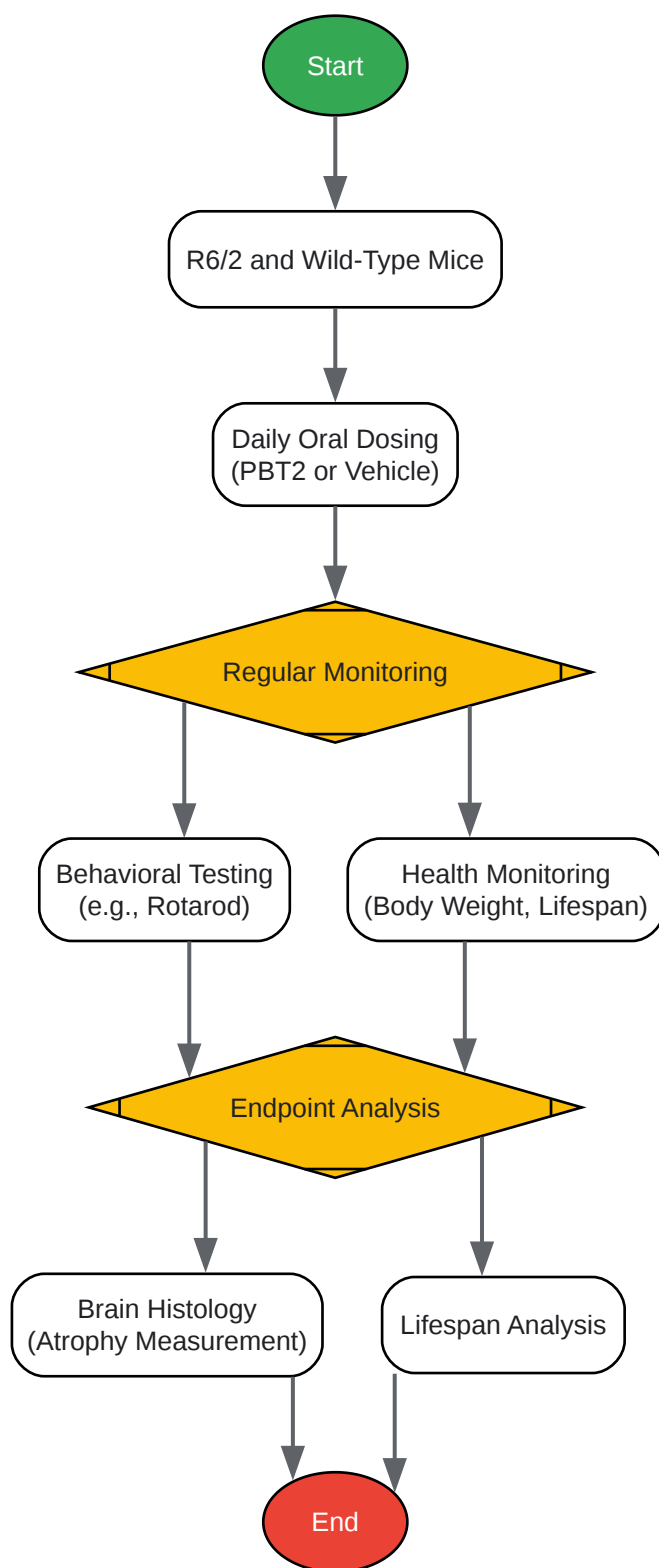 Start
R6/2 and Wild-Type Mice
Daily Oral Dosing
(PBT2 or Vehicle)
Regular Monitoring
Behavioral Testing
(e.g., Rotarod)
Health Monitoring
(Body Weight, Lifespan)
Endpoint Analysis
Brain Histology
(Atrophy Measurement)
Lifespan Analysis
End